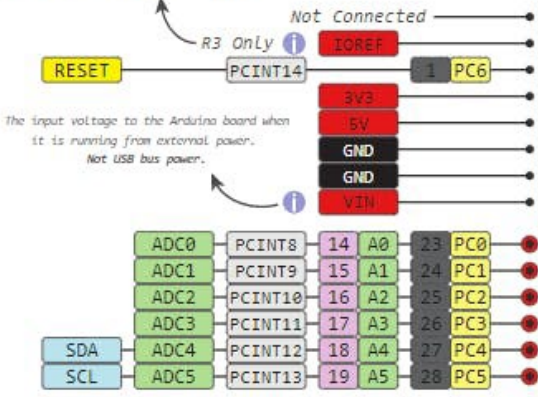 Not Connected
R3 Only i IOREF
RESET PCINT14 1 PC6
3V3
The input voltage to the Arduino board when
it is running from external power.
Not USB bus power.
5V
GND
GND
i VIN
ADC0 PCINT8 14 A0 23 PC0
ADC1 PCINT9 15 A1 24 PC1
ADC2 PCINT10 16 A2 25 PC2
ADC3 PCINT11 17 A3 26 PC3
SDA ADC4 PCINT12 18 A4 27 PC4
SCL ADC5 PCINT13 19 A5 28 PC5